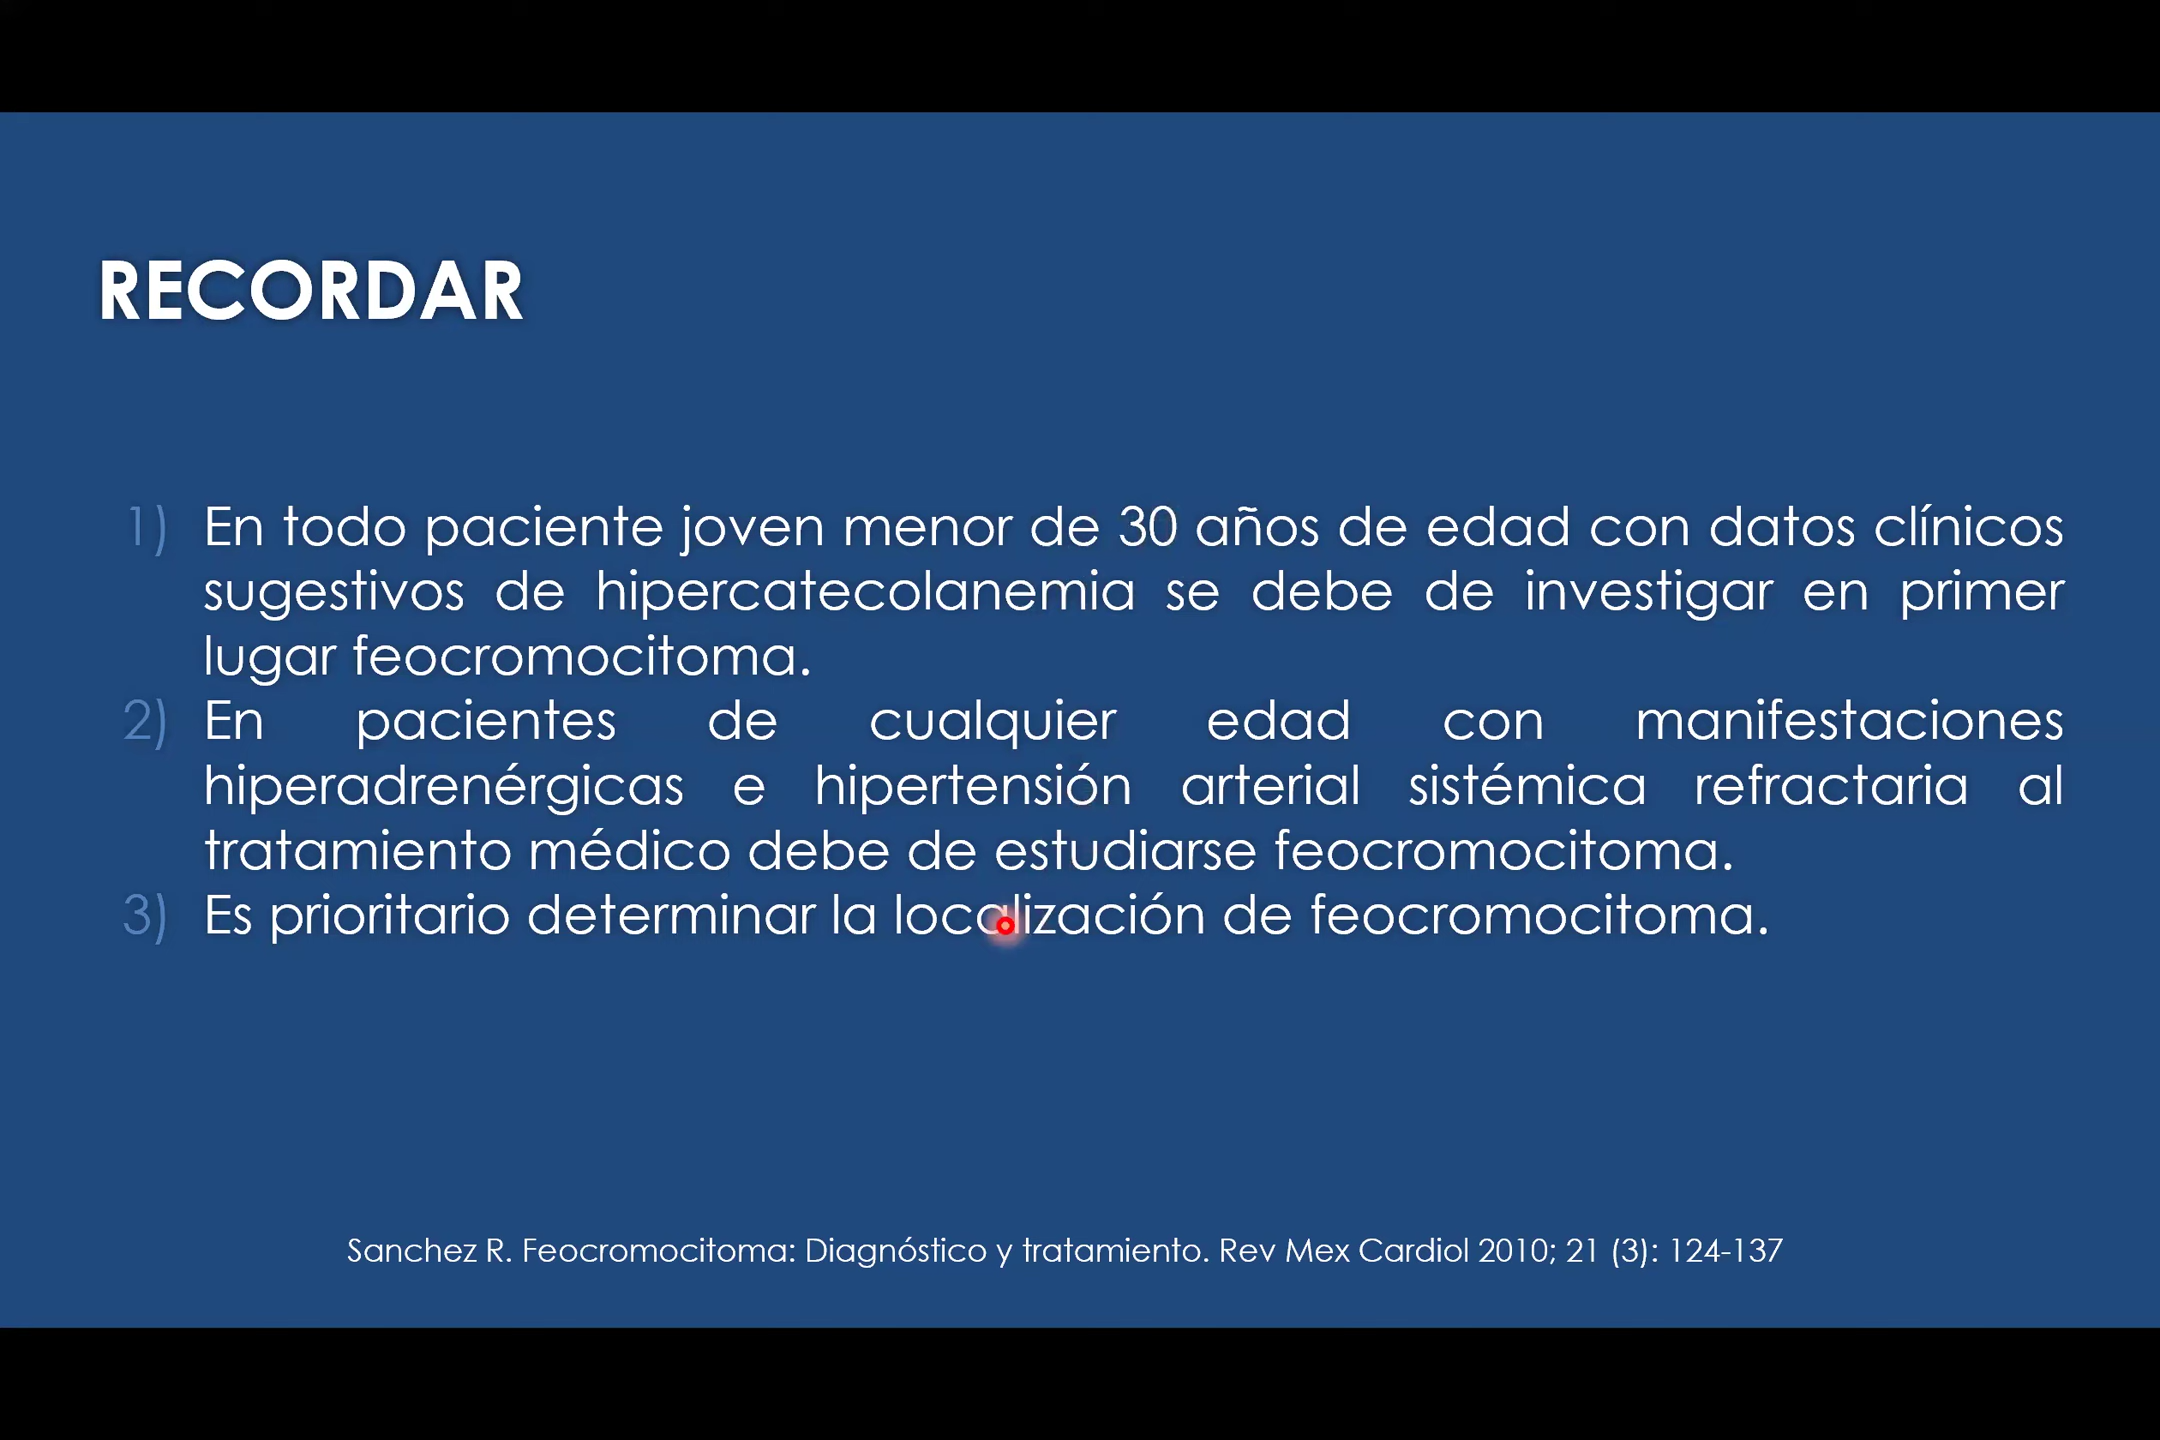 RECORDAR
1) En todo paciente joven menor de 30 años de edad con datos clínicos
sugestivos de hipercatecolanemia se debe de investigar en primer
lugar feocromocitoma.
2) En pacientes de cualquier edad con manifestaciones
hiperadrenérgicas e hipertensión arterial sistémica refractaria al
tratamiento médico debe de estudiarse feocromocitoma.
3) Es prioritario determinar la localización de feocromocitoma.
Sanchez R. Feocromocitoma: Diagnóstico y tratamiento. Rev Mex Cardiol 2010; 21 (3): 124-137